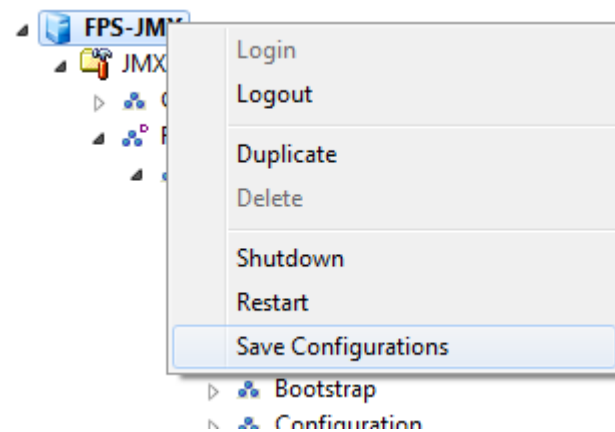 FPS-JMX
JMX
Login
Logout
Duplicate
Delete
Shutdown
Restart
Save Configurations
Bootstrap
Configuration